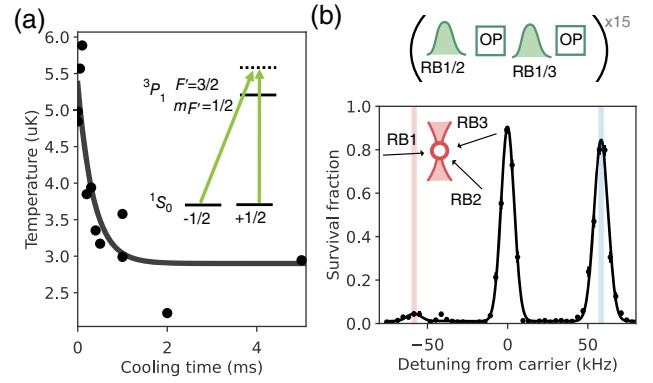 (a)
6.0
5.5
5.0
4.5
4.0
3.5
3.0
2.5
Temperature (uK)
0
2
4
Cooling time (ms)
³P₁
F'=3/2
mF'=1/2
¹S₀
-1/2
+1/2
(b)
RB1/2
OP
RB1/3
OP
x15
1.0
0.8
0.6
0.4
0.2
0.0
Survival fraction
RB1
RB3
RB2
−50
0
50
Detuning from carrier (kHz)